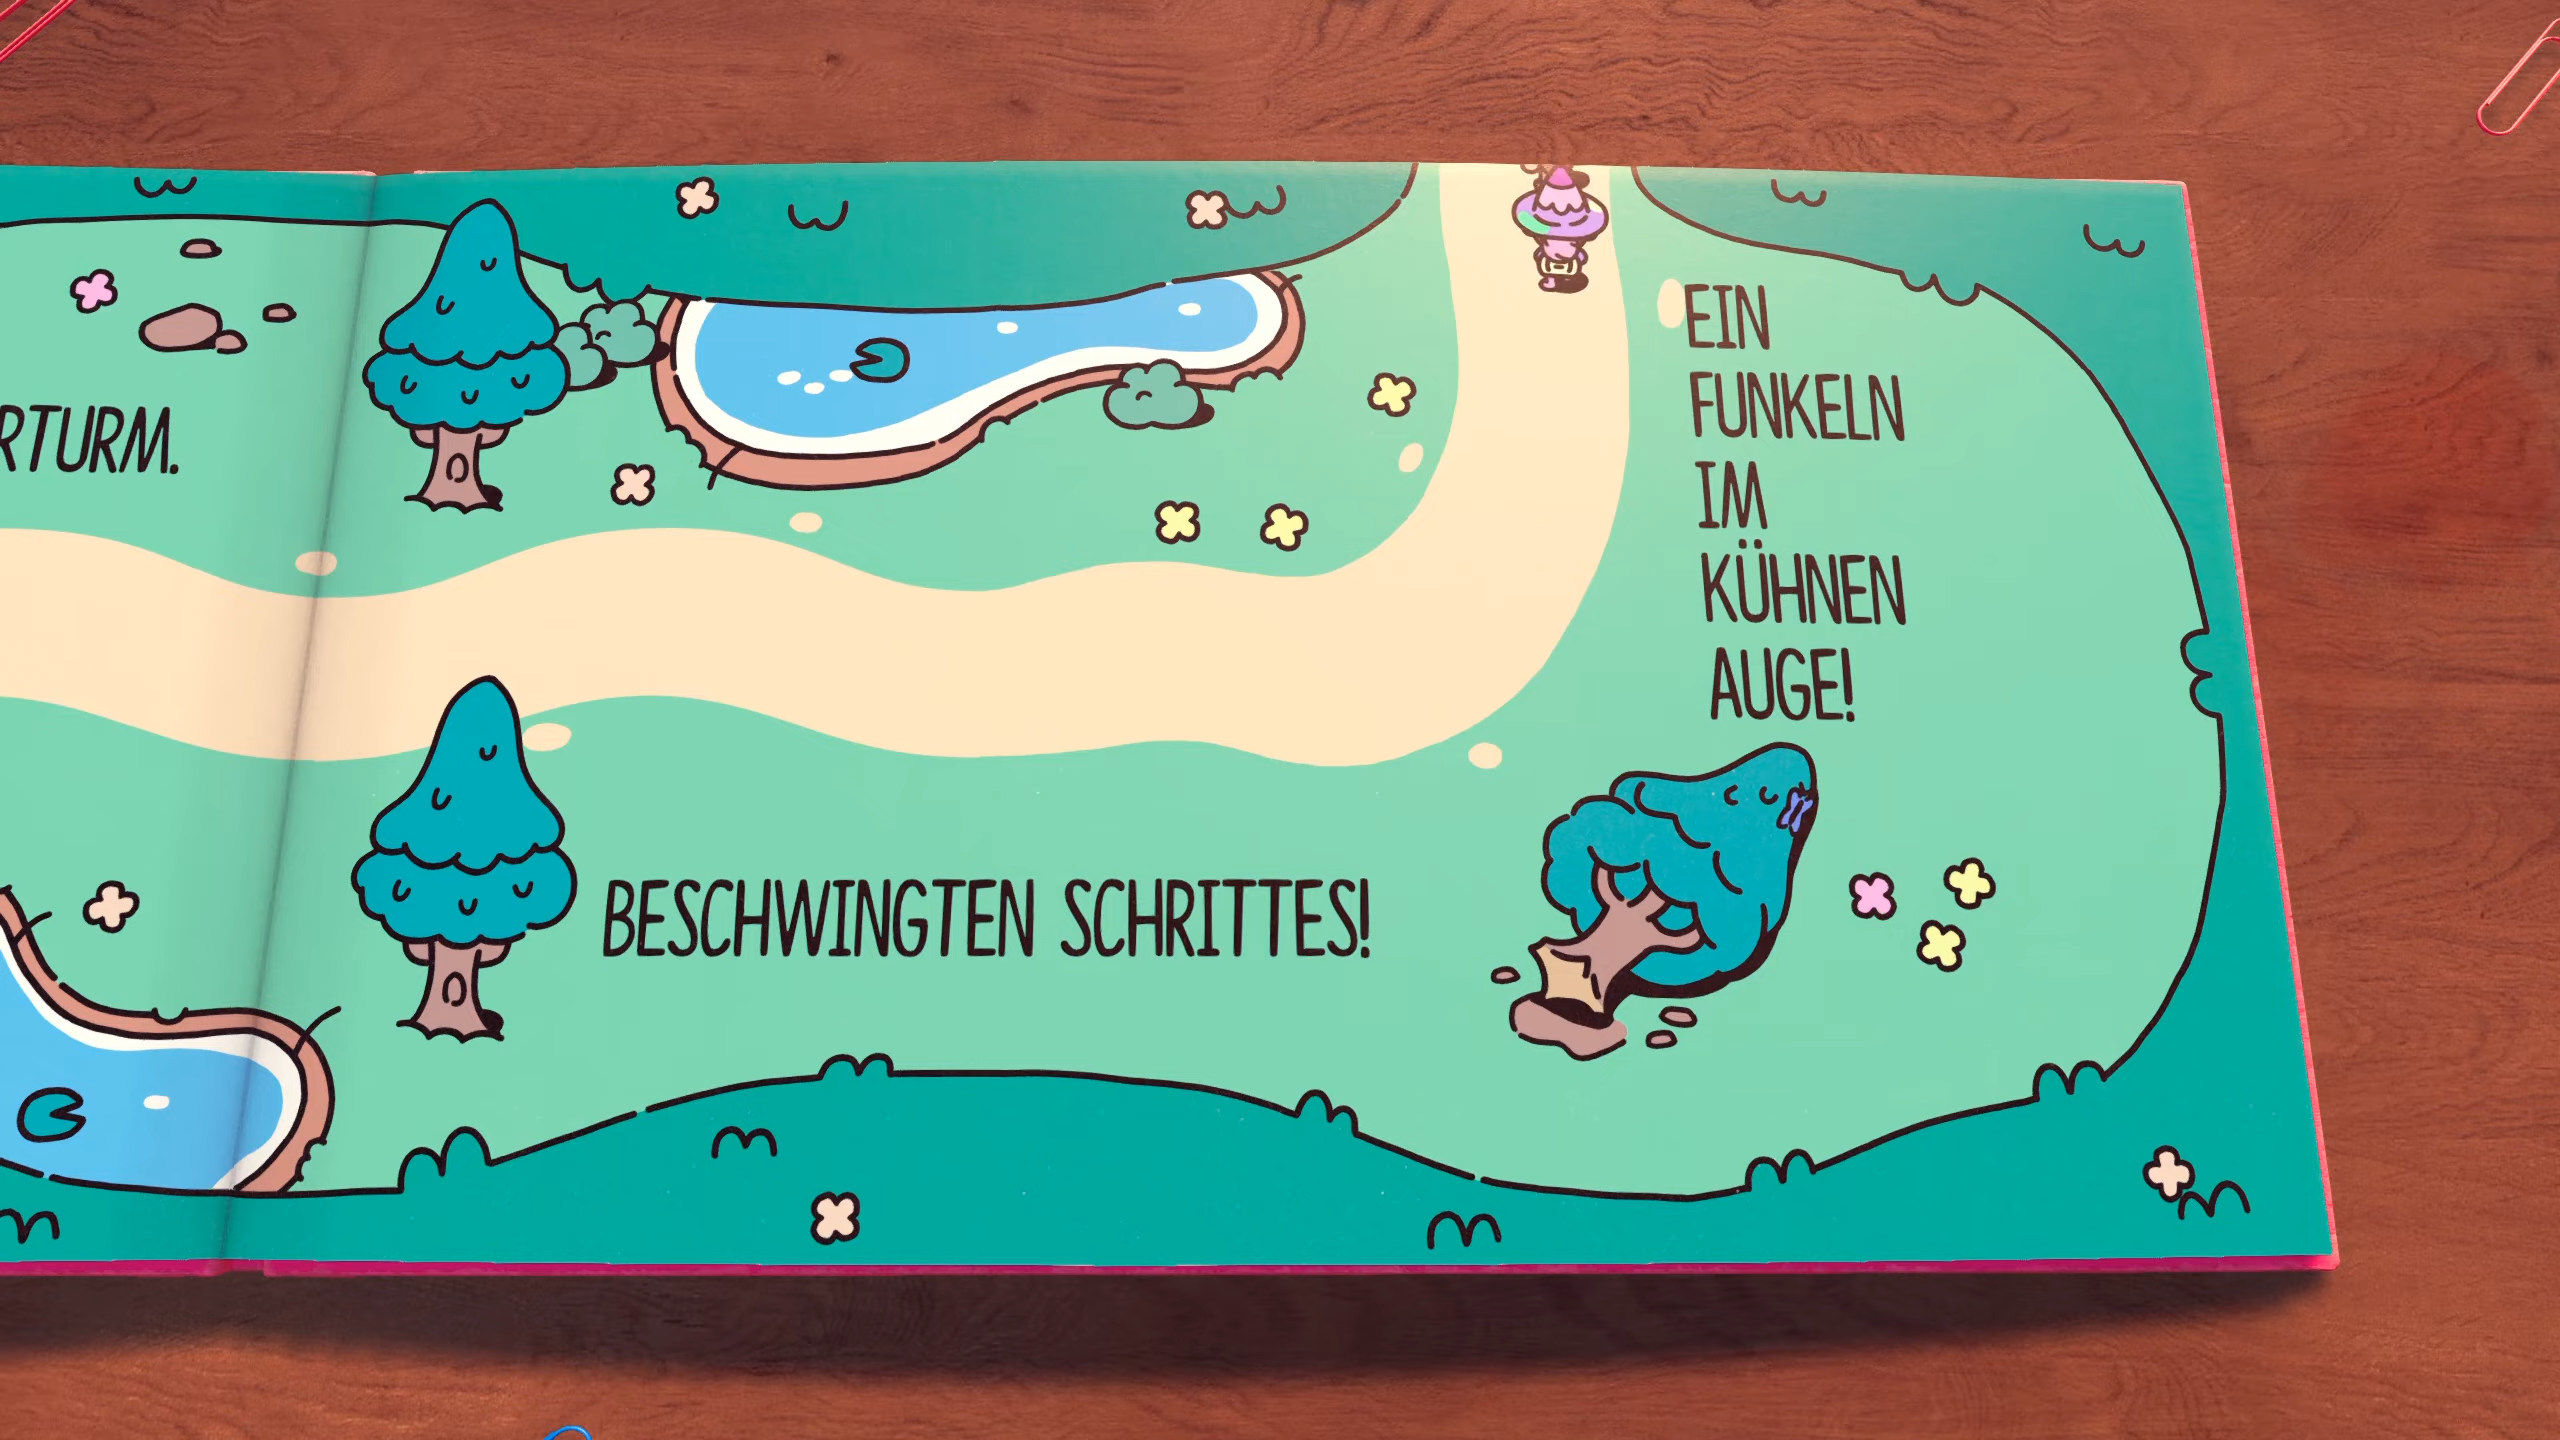 RTURM.
BESCHWINGTEN SCHRITTES!
EIN
FUNKELN
IM
KÜHNEN
AUGE!